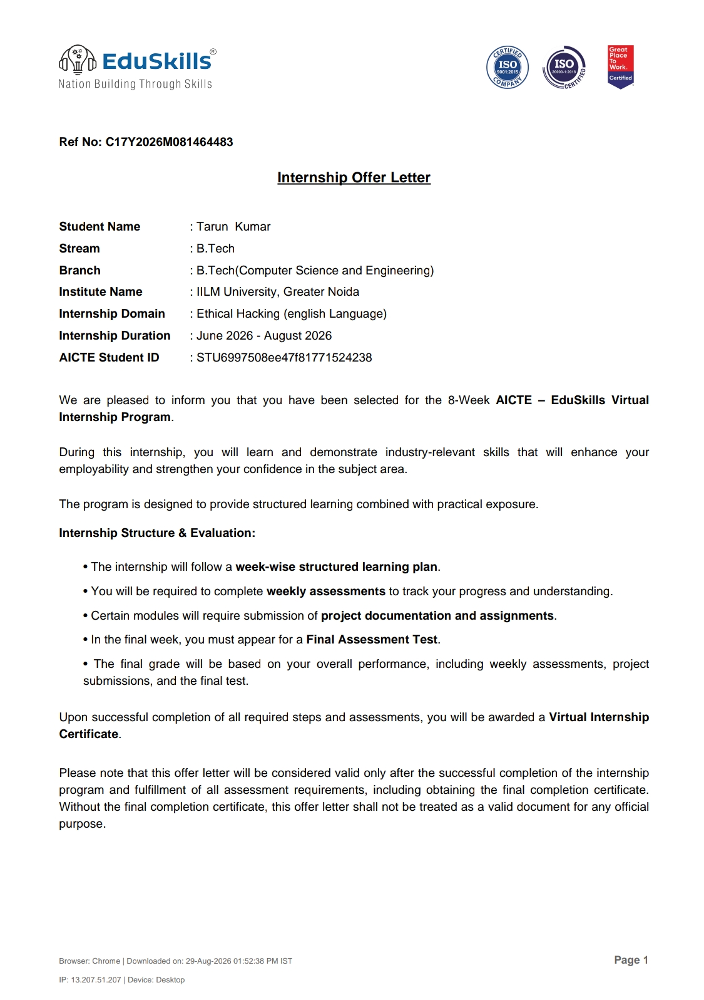 EduSkills®
Nation Building Through Skills
CERTIFIED
ISO
9001:2015
COMPANY
ISO
20000-1:2018
CERTIFIED
Great
Place
To
Work.
Certified
Ref No: C17Y2026M081464483
Internship Offer Letter
Student Name : Tarun  Kumar
Stream : B.Tech
Branch : B.Tech(Computer Science and Engineering)
Institute Name : IILM University, Greater Noida
Internship Domain : Ethical Hacking (english Language)
Internship Duration : June 2026 - August 2026
AICTE Student ID : STU6997508ee47f81771524238
We are pleased to inform you that you have been selected for the 8-Week AICTE – EduSkills Virtual
Internship Program.
During this internship, you will learn and demonstrate industry-relevant skills that will enhance your
employability and strengthen your confidence in the subject area.
The program is designed to provide structured learning combined with practical exposure.
Internship Structure & Evaluation:
• The internship will follow a week-wise structured learning plan.
• You will be required to complete weekly assessments to track your progress and understanding.
• Certain modules will require submission of project documentation and assignments.
• In the final week, you must appear for a Final Assessment Test.
• The final grade will be based on your overall performance, including weekly assessments, project
submissions, and the final test.
Upon successful completion of all required steps and assessments, you will be awarded a Virtual Internship
Certificate.
Please note that this offer letter will be considered valid only after the successful completion of the internship
program and fulfillment of all assessment requirements, including obtaining the final completion certificate.
Without the final completion certificate, this offer letter shall not be treated as a valid document for any official
purpose.
Browser: Chrome | Downloaded on: 29-Aug-2026 01:52:38 PM IST
Page 1
IP: 13.207.51.207 | Device: Desktop